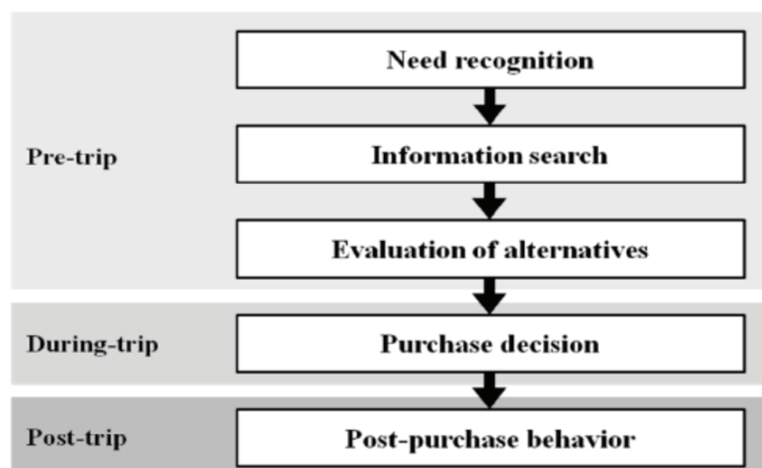 Need recognition
Pre-trip
Information search
Evaluation of alternatives
During-trip
Purchase decision
Post-trip
Post-purchase behavior